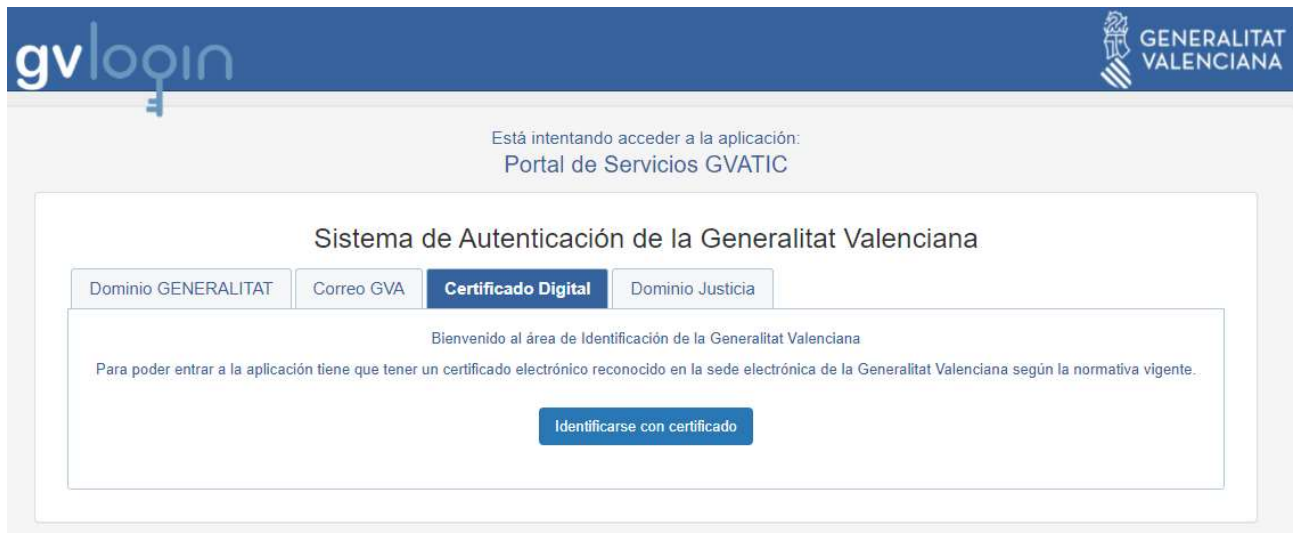 gvlogin
GENERALITAT
VALENCIANA
Está intentando acceder a la aplicación:
Portal de Servicios GVATIC
Sistema de Autenticación de la Generalitat Valenciana
Dominio GENERALITAT Correo GVA Certificado Digital Dominio Justicia
Bienvenido al área de Identificación de la Generalitat Valenciana
Para poder entrar a la aplicación tiene que tener un certificado electrónico reconocido en la sede electrónica de la Generalitat Valenciana según la normativa vigente.
Identificarse con certificado